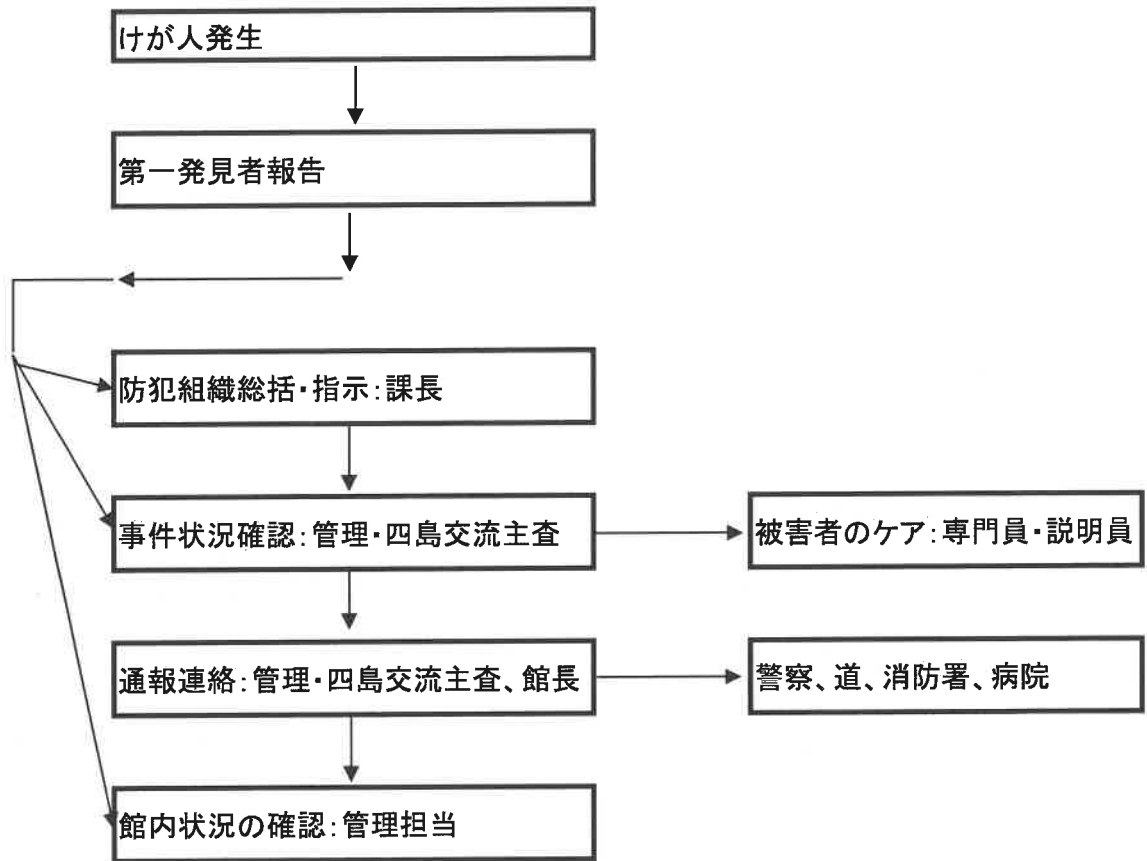 けが人発生
第一発見者報告
防犯組織総括・指示:課長
事件状況確認:管理・四島交流主査
被害者のケア:専門員・説明員
通報連絡:管理・四島交流主査、館長
警察、道、消防署、病院
館内状況の確認:管理担当